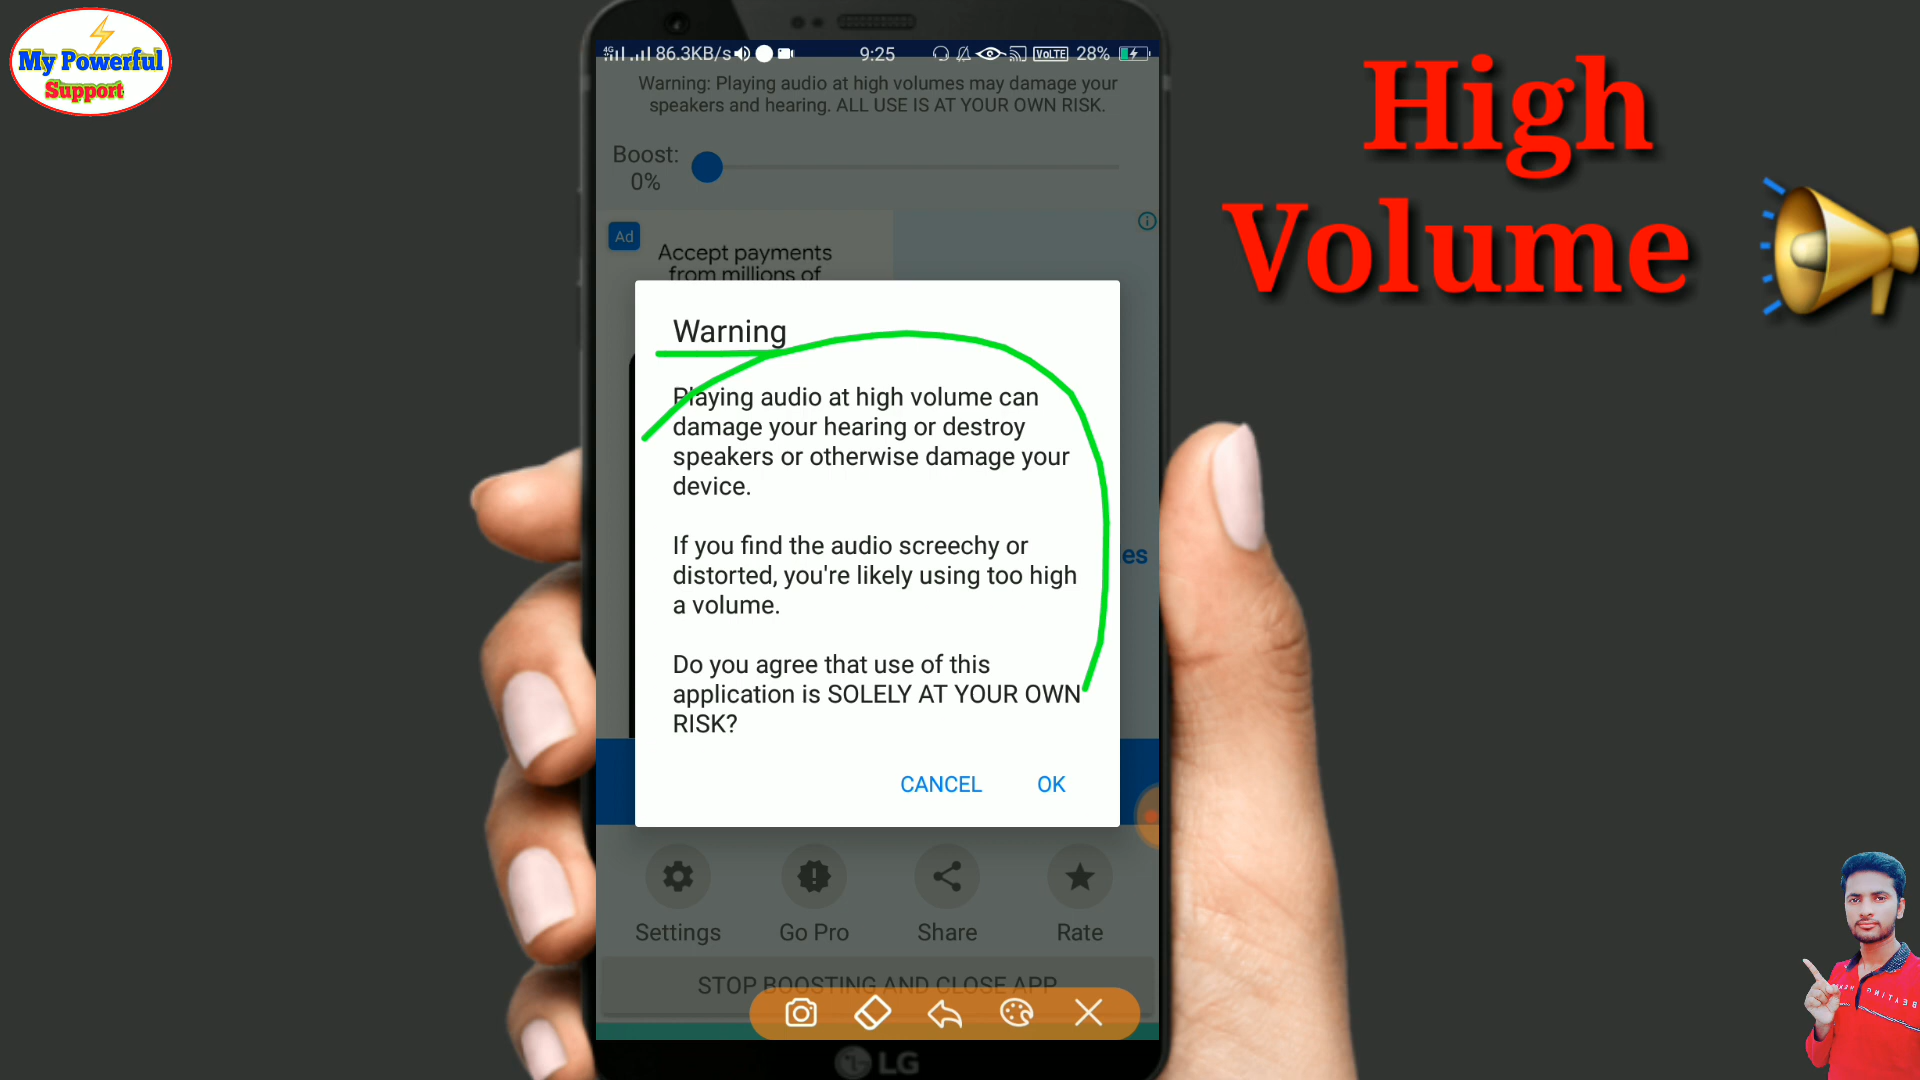 My Powerful
Support
High
Volume
86.3KB/s
9:25
VoLTE
28%
Warning: Playing audio at high volumes may damage your
speakers and hearing. ALL USE IS AT YOUR OWN RISK.
Boost:
0%
Ad
Accept payments
from millions of
Warning
Playing audio at high volume can
damage your hearing or destroy
speakers or otherwise damage your
device.
If you find the audio screechy or
distorted, you're likely using too high
a volume.
Do you agree that use of this
application is SOLELY AT YOUR OWN
RISK?
es
CANCEL OK
Settings Go Pro Share Rate
STOP BOOSTING AND CLOSE APP
LG